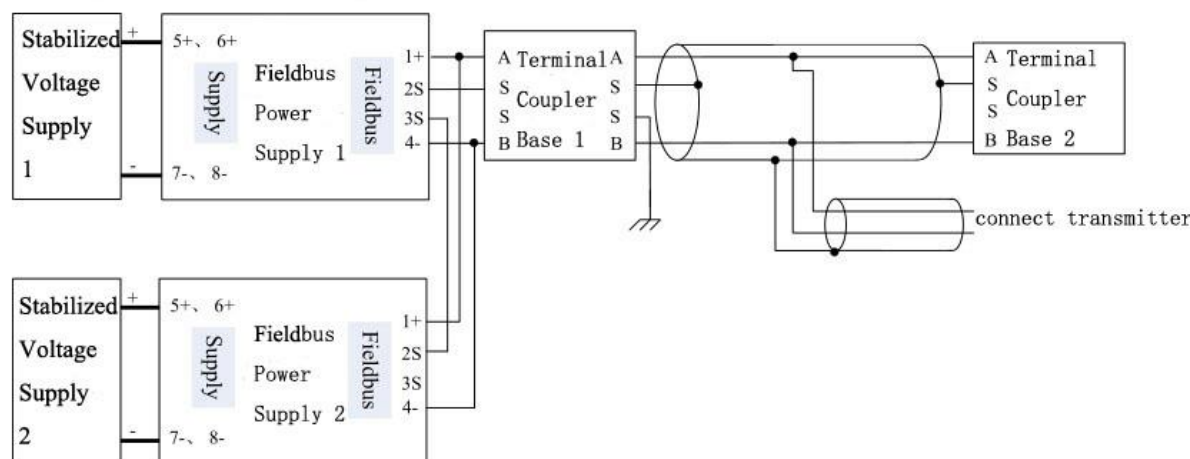 Stabilized
Voltage
Supply
1
+
-
5+、 6+
7-、 8-
Supply
Fieldbus
Power
Supply 1
Fieldbus
1+
2S
3S
4-
A Terminal A
S Coupler S
S S
B Base 1 B
A Terminal
S
Coupler
S
B Base 2
connect transmitter
Stabilized
Voltage
Supply
2
+
-
5+、 6+
7-、 8-
Supply
Fieldbus
Power
Supply 2
Fieldbus
1+
2S
3S
4-